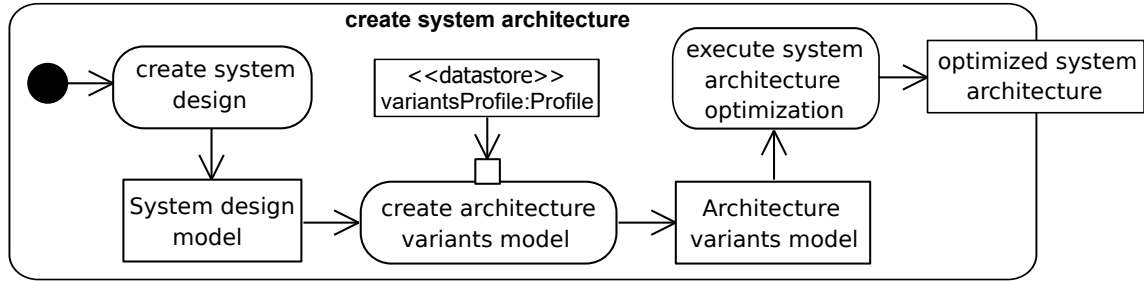 create system architecture
create system
design
<<datastore>>
variantsProfile:Profile
execute system
architecture
optimization
optimized system
architecture
System design
model
create architecture
variants model
Architecture
variants model